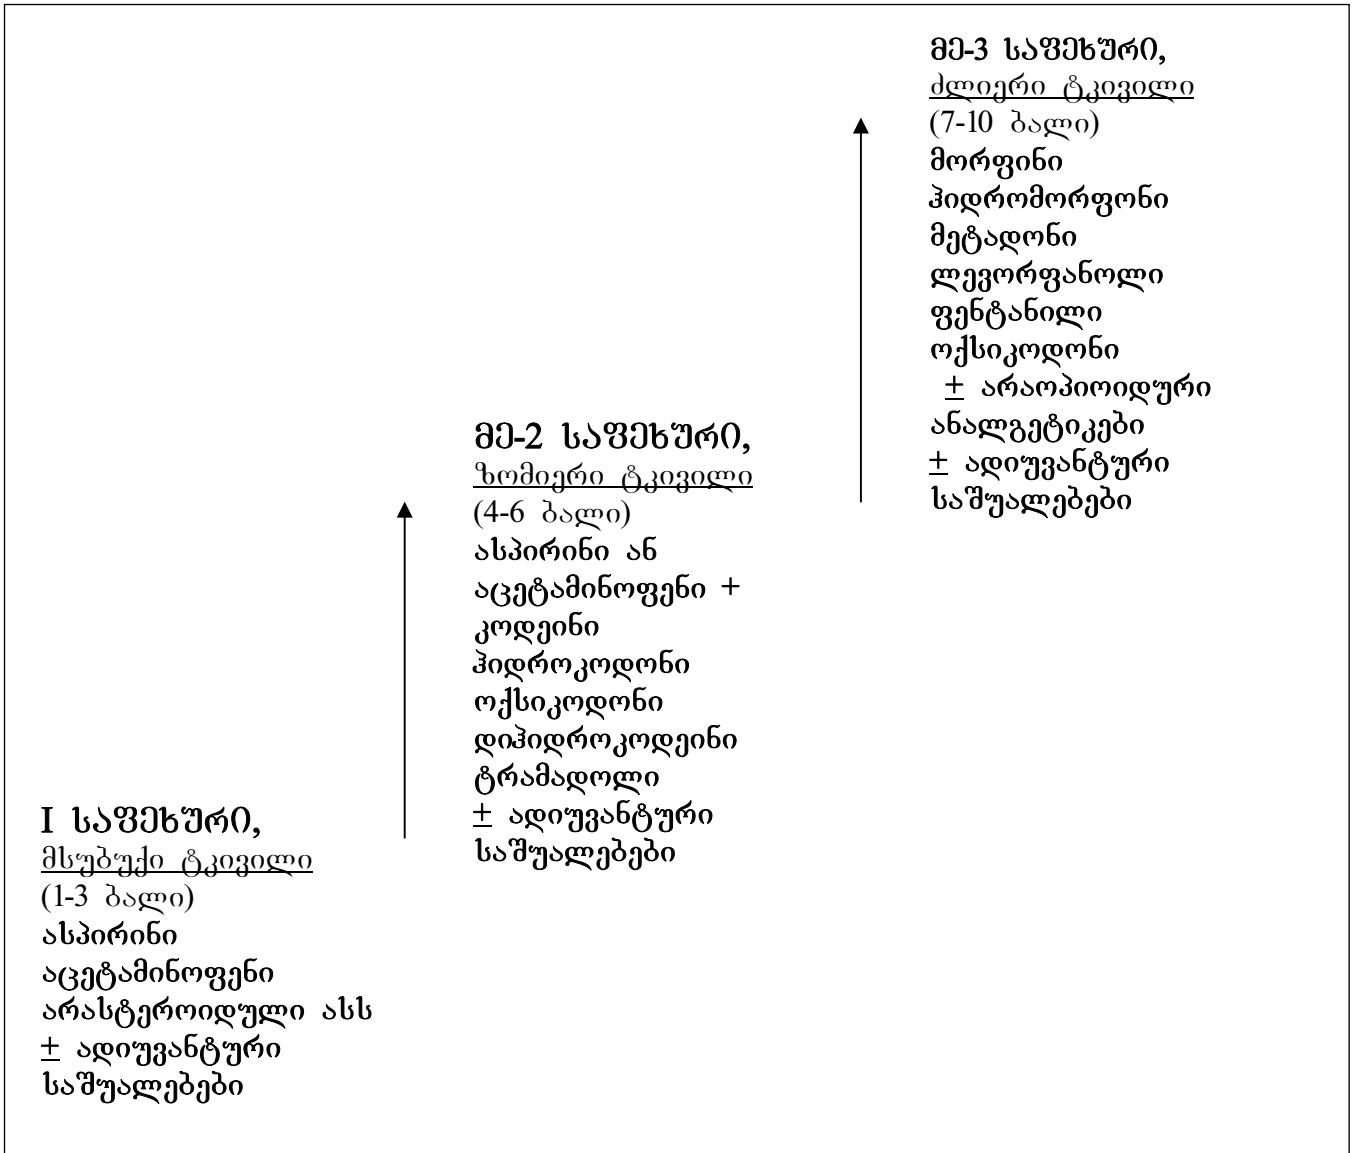 მე-3 საფეხური,
ძლიერი ტკივილი
(7-10 ბალი)
მორფინი
ჰიდრომორფონი
მეტადონი
ლევორფანოლი
ფენტანილი
ოქსიკოდონი
± არაოპიოიდური
ანალგეტიკები
± ადიუვანტური
საშუალებები
მე-2 საფეხური,
ზომიერი ტკივილი
(4-6 ბალი)
ასპირინი ან
აცეტამინოფენი +
კოდეინი
ჰიდროკოდონი
ოქსიკოდონი
დიჰიდროკოდეინი
ტრამადოლი
± ადიუვანტური
საშუალებები
I საფეხური,
მსუბუქი ტკივილი
(1-3 ბალი)
ასპირინი
აცეტამინოფენი
არასტეროიდული ასს
± ადიუვანტური
საშუალებები